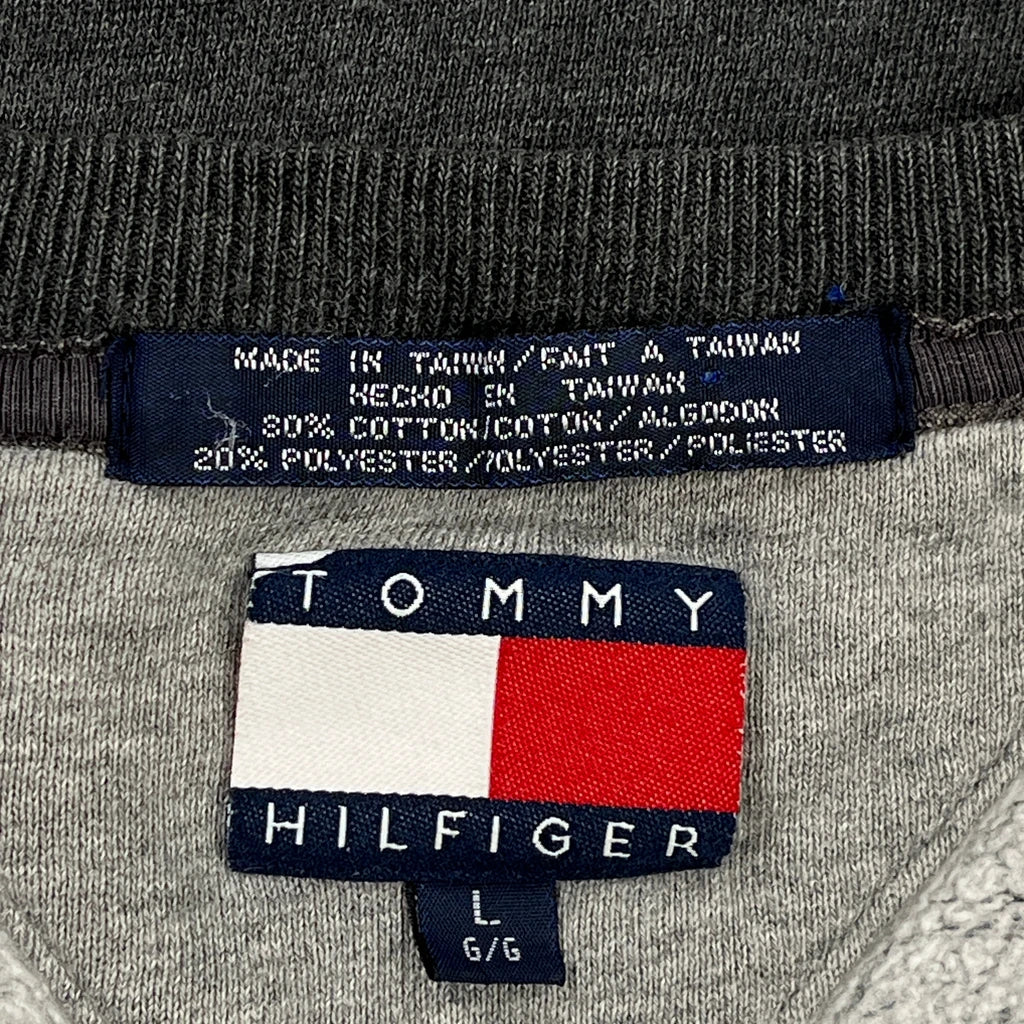 MADE IN TAIWAN/FAIT A TAIWAN
HECHO EN TAIWAN
80% COTTON/COTON/ALGODON
20% POLYESTER/POLYESTER/POLIESTER
TOMMY
HILFIGER
L
G/G